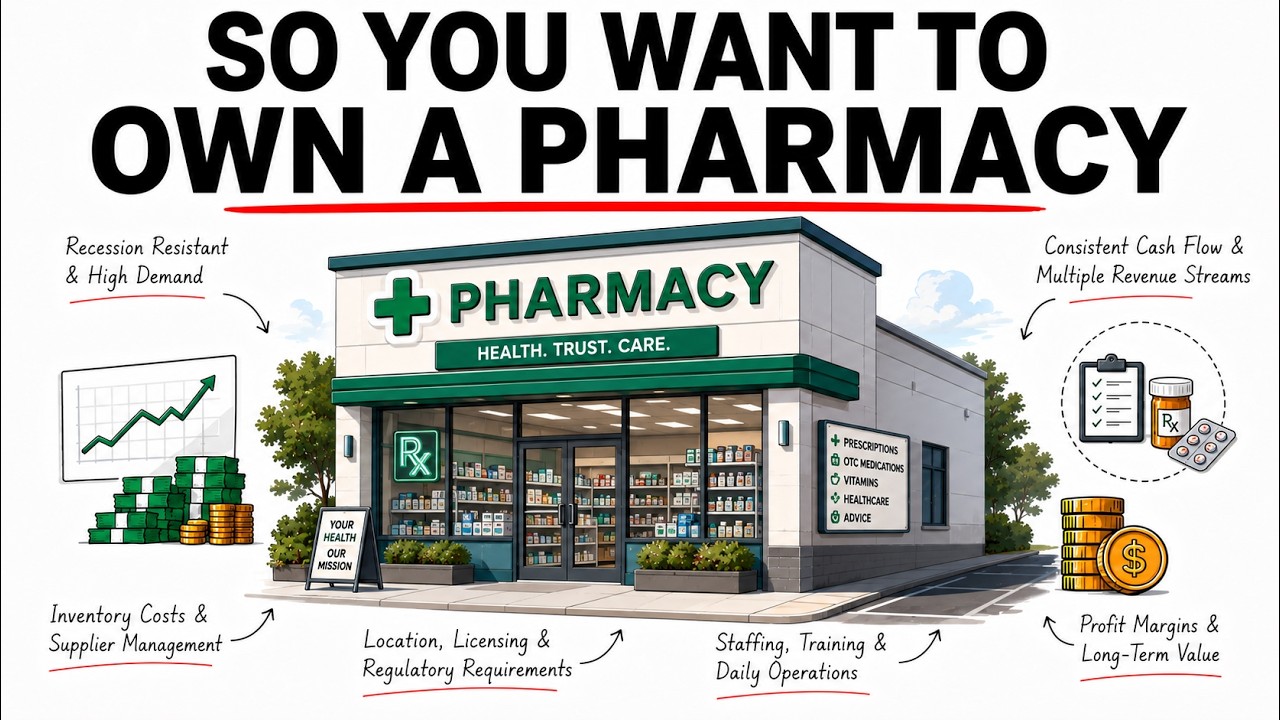 SO YOU WANT TO
OWN A PHARMACY
Recession Resistant
& High Demand
Consistent Cash Flow &
Multiple Revenue Streams
PHARMACY
HEALTH. TRUST. CARE.
Rx
YOUR
HEALTH
OUR
MISSION
PRESCRIPTIONS
OTC MEDICATIONS
VITAMINS
HEALTHCARE
ADVICE
Rx
$
Inventory Costs &
Supplier Management
Location, Licensing &
Regulatory Requirements
Staffing, Training &
Daily Operations
Profit Margins &
Long-Term Value